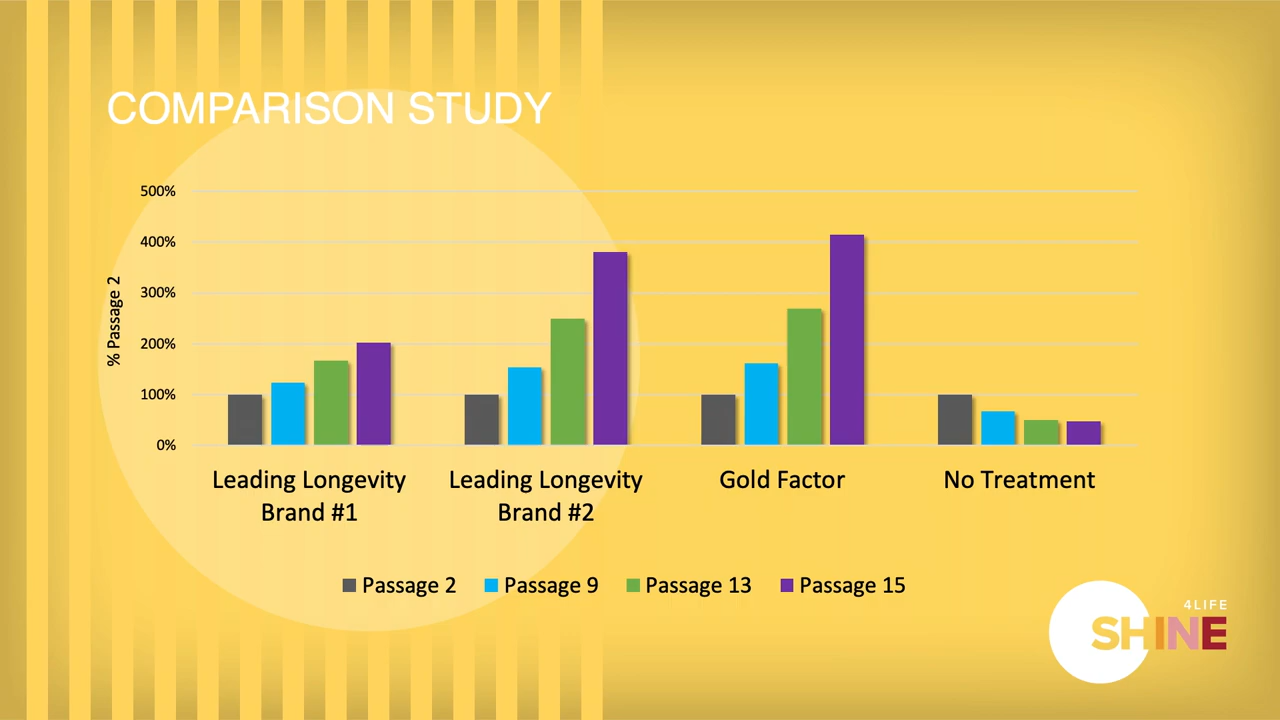 COMPARISON STUDY
500%
400%
300%
200%
100%
0%
% Passage 2
Leading Longevity
Brand #1
Leading Longevity
Brand #2
Gold Factor
No Treatment
Passage 2
Passage 9
Passage 13
Passage 15
4LIFE
SHINE